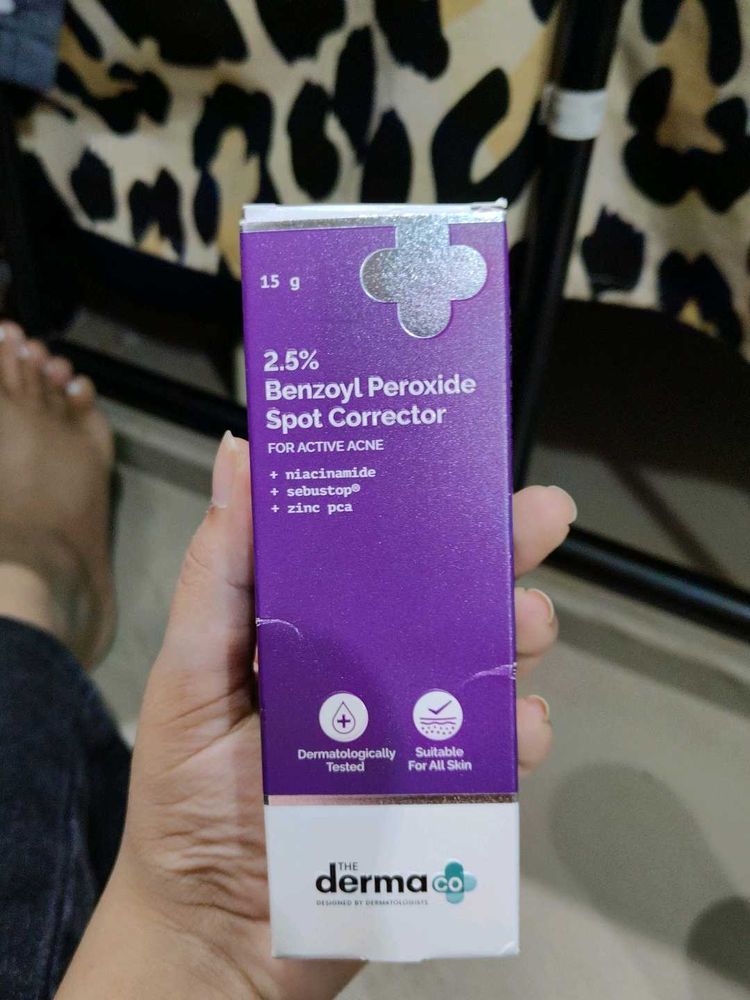 15 g
2.5%
Benzoyl Peroxide
Spot Corrector
FOR ACTIVE ACNE
+ niacinamide
+ sebustop®
+ zinc pca
Dermatologically
Tested
Suitable
For All Skin
THE
derma co
DESIGNED BY DERMATOLOGISTS